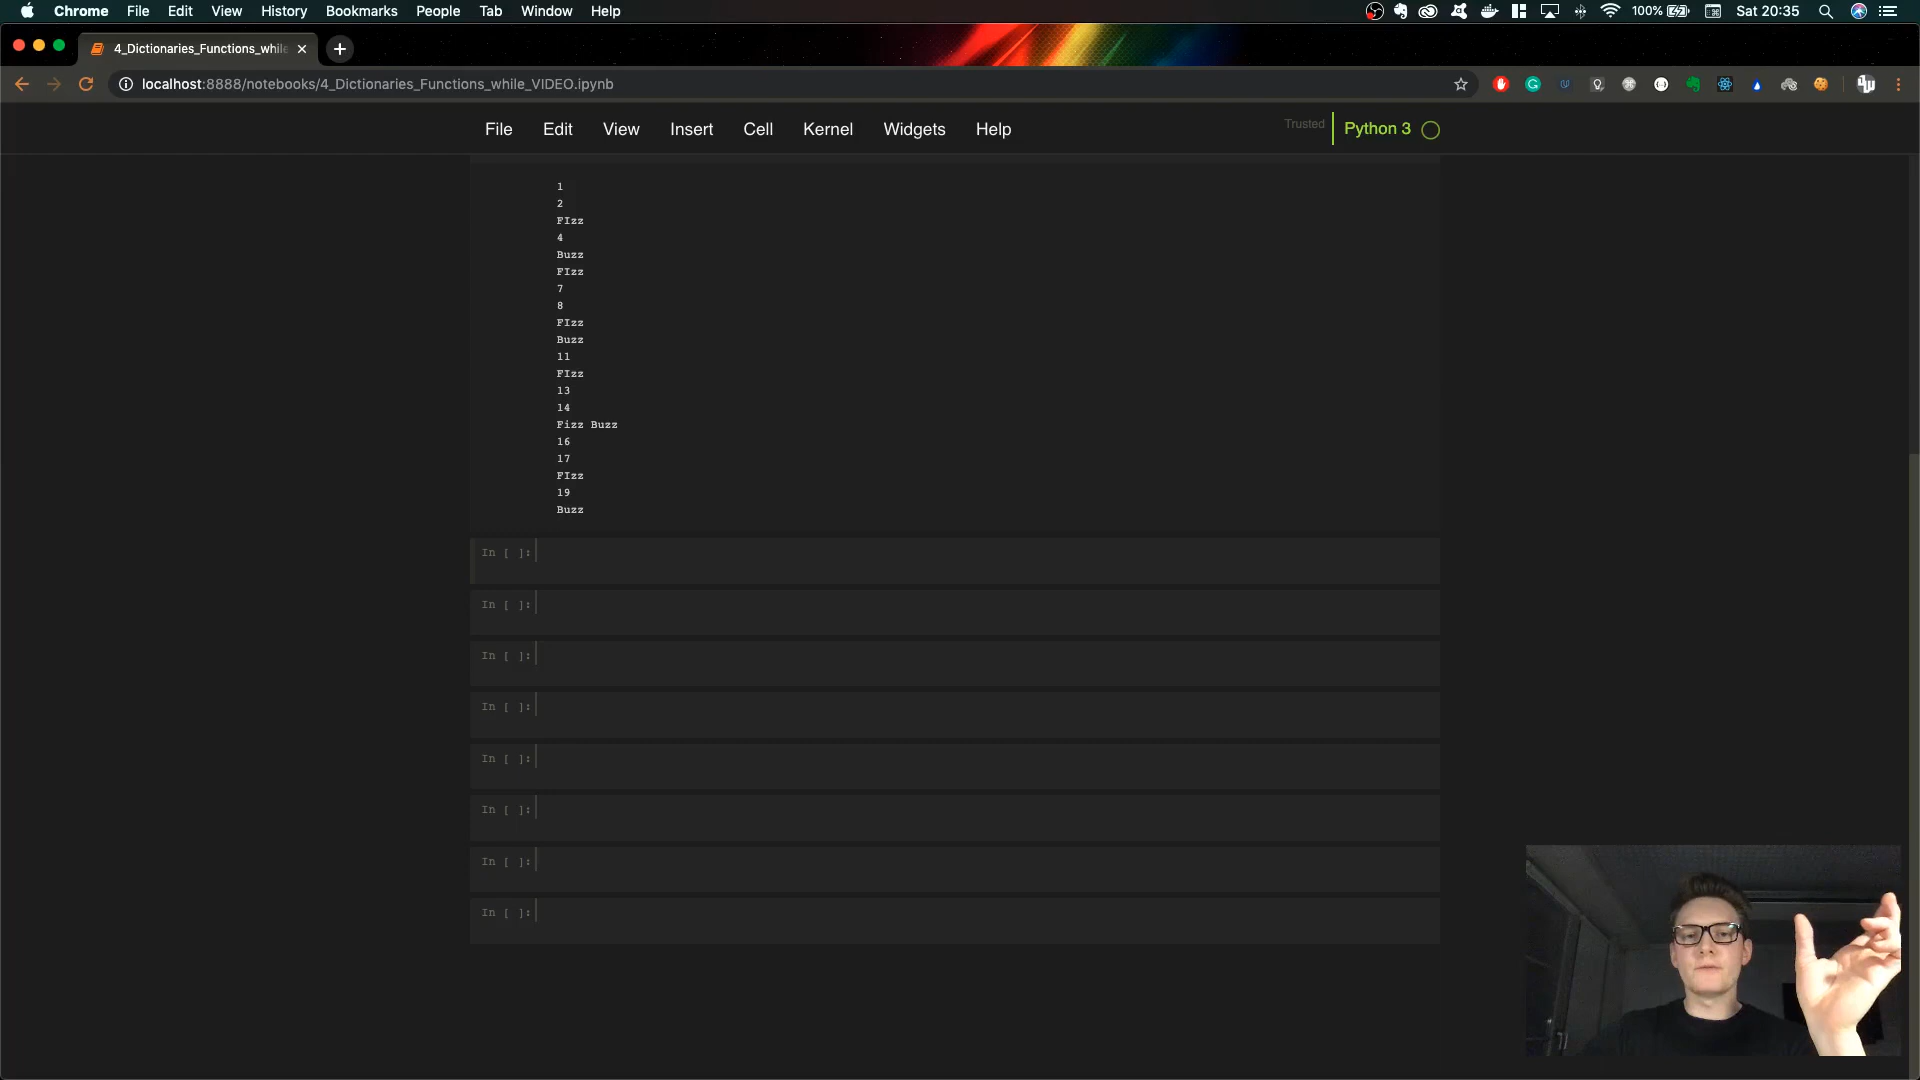 Chrome File Edit View History Bookmarks People Tab Window Help 100% Sat 20:35
4_Dictionaries_Functions_while
localhost:8888/notebooks/4_Dictionaries_Functions_while_VIDEO.ipynb
File Edit View Insert Cell Kernel Widgets Help Trusted Python 3
1
2
FIzz
4
Buzz
FIzz
7
8
FIzz
Buzz
11
FIzz
13
14
Fizz Buzz
16
17
FIzz
19
Buzz
In [ ]:
In [ ]:
In [ ]:
In [ ]:
In [ ]:
In [ ]:
In [ ]:
In [ ]: